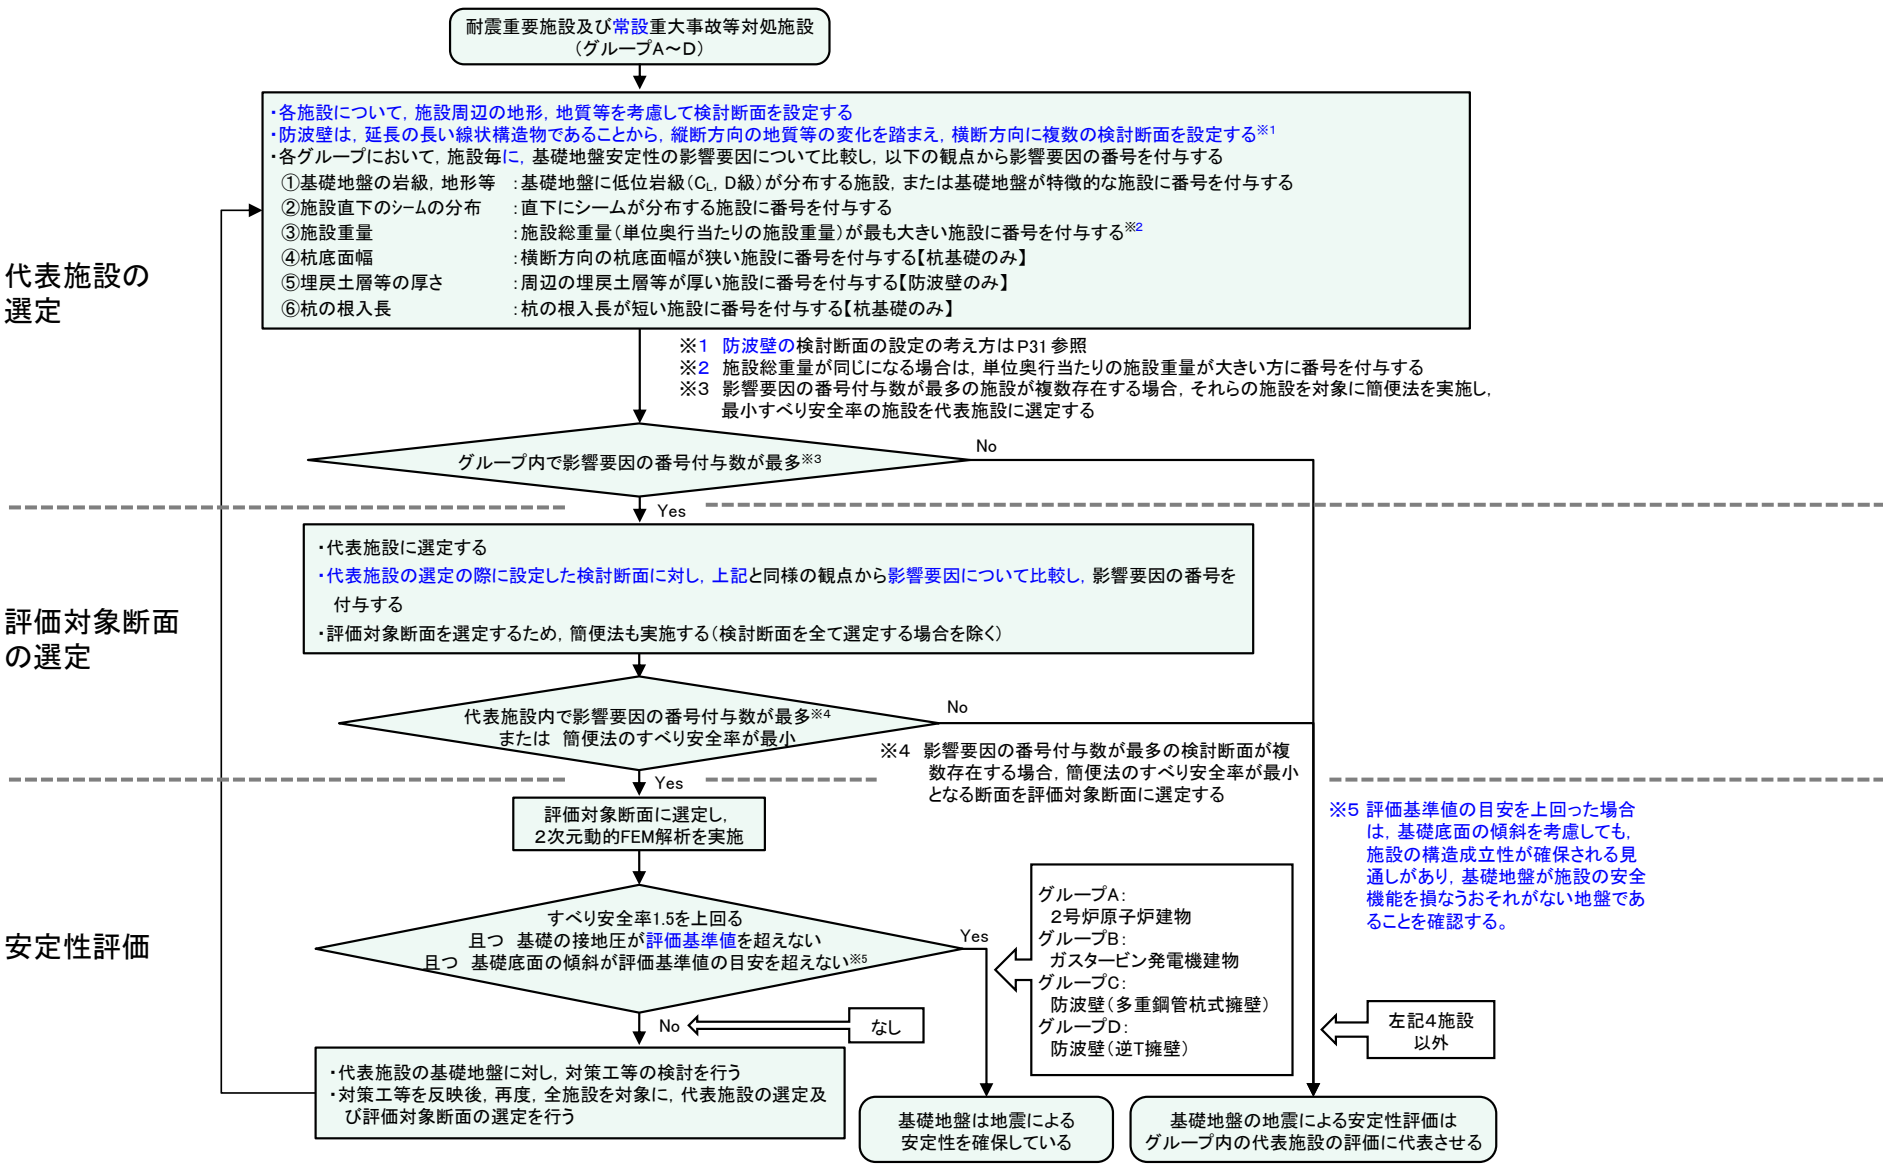 耐震重要施設及び常設重大事故等対処施設
（グループA～D）
・各施設について，施設周辺の地形，地質等を考慮して検討断面を設定する
・防波壁は，延長の長い線状構造物であることから，縦断方向の地質等の変化を踏まえ，横断方向に複数の検討断面を設定する※1
・各グループにおいて，施設毎に，基礎地盤安定性の影響要因について比較し，以下の観点から影響要因の番号を付与する
①基礎地盤の岩級，地形等 ：基礎地盤に低位岩級（CL，D級）が分布する施設，または基礎地盤が特徴的な施設に番号を付与する
②施設直下のシームの分布 ：直下にシームが分布する施設に番号を付与する
③施設重量 ：施設総重量（単位奥行当たりの施設重量）が最も大きい施設に番号を付与する※2
④杭底面幅 ：横断方向の杭底面幅が狭い施設に番号を付与する【杭基礎のみ】
⑤埋戻土層等の厚さ ：周辺の埋戻土層等が厚い施設に番号を付与する【防波壁のみ】
⑥杭の根入長 ：杭の根入長が短い施設に番号を付与する【杭基礎のみ】
代表施設の
選定
※1 防波壁の検討断面の設定の考え方はP31参照
※2 施設総重量が同じになる場合は，単位奥行当たりの施設重量が大きい方に番号を付与する
※3 影響要因の番号付与数が最多の施設が複数存在する場合，それらの施設を対象に簡便法を実施し，
最小すべり安全率の施設を代表施設に選定する
グループ内で影響要因の番号付与数が最多※3
No
Yes
・代表施設に選定する
・代表施設の選定の際に設定した検討断面に対し，上記と同様の観点から影響要因について比較し，影響要因の番号を
付与する
・評価対象断面を選定するため，簡便法も実施する（検討断面を全て選定する場合を除く）
評価対象断面
の選定
代表施設内で影響要因の番号付与数が最多※4
または 簡便法のすべり安全率が最小
No
※4 影響要因の番号付与数が最多の検討断面が複
数存在する場合，簡便法のすべり安全率が最小
となる断面を評価対象断面に選定する
Yes
評価対象断面に選定し，
2次元動的FEM解析を実施
※5 評価基準値の目安を上回った場合
は，基礎底面の傾斜を考慮しても，
施設の構造成立性が確保される見
通しがあり，基礎地盤が施設の安全
機能を損なうおそれがない地盤であ
ることを確認する。
安定性評価
すべり安全率1.5を上回る
且つ 基礎の接地圧が評価基準値を超えない
且つ 基礎底面の傾斜が評価基準値の目安を超えない※5
Yes
グループA：
2号炉原子炉建物
グループB：
ガスタービン発電機建物
グループC：
防波壁（多重鋼管杭式擁壁）
グループD：
防波壁（逆T擁壁）
No
なし
左記4施設
以外
・代表施設の基礎地盤に対し，対策工等の検討を行う
・対策工等を反映後，再度，全施設を対象に，代表施設の選定及
び評価対象断面の選定を行う
基礎地盤は地震による
安定性を確保している
基礎地盤の地震による安定性評価は
グループ内の代表施設の評価に代表させる